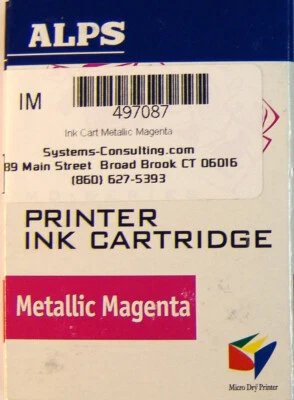 ALPS
IM
497087
Ink Cart Metallic Magenta
Systems-Consulting.com
89 Main Street Broad Brook CT 06016
(860) 627-5393
PRINTER
INK CARTRIDGE
Metallic Magenta
Micro Dry Printer